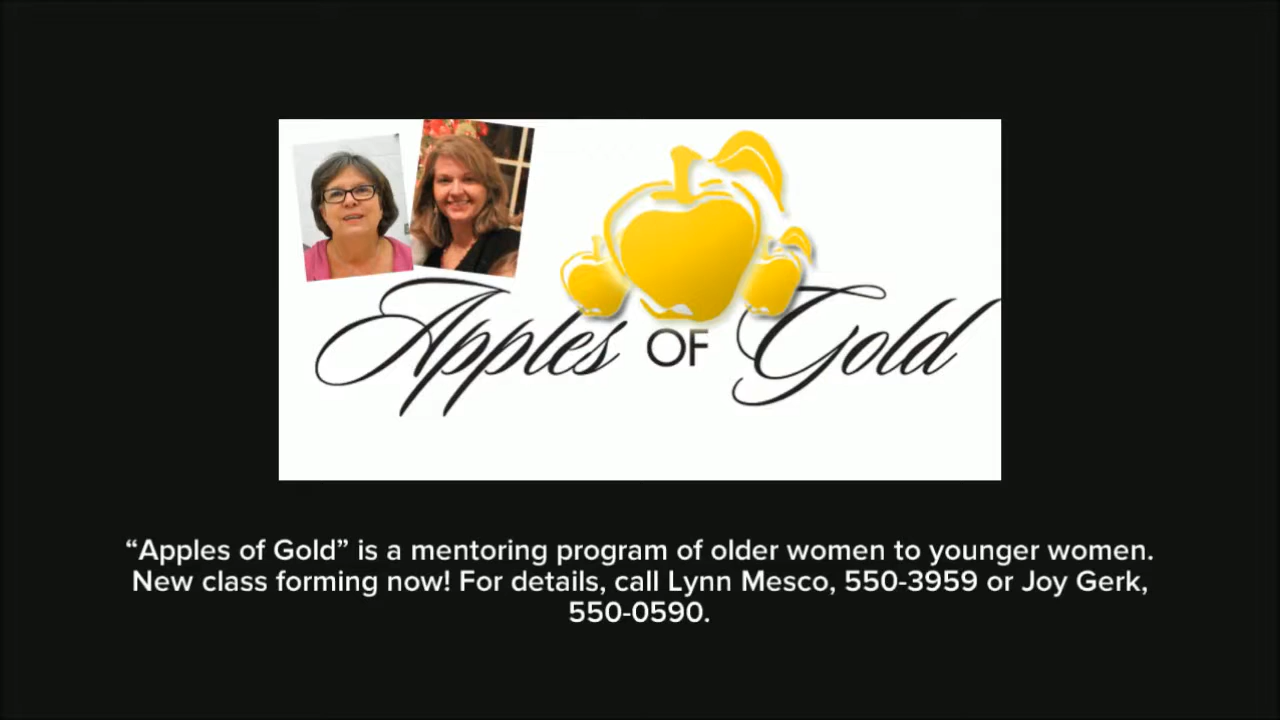 Apples OF Gold
“Apples of Gold” is a mentoring program of older women to younger women.
New class forming now! For details, call Lynn Mesco, 550-3959 or Joy Gerk,
550-0590.